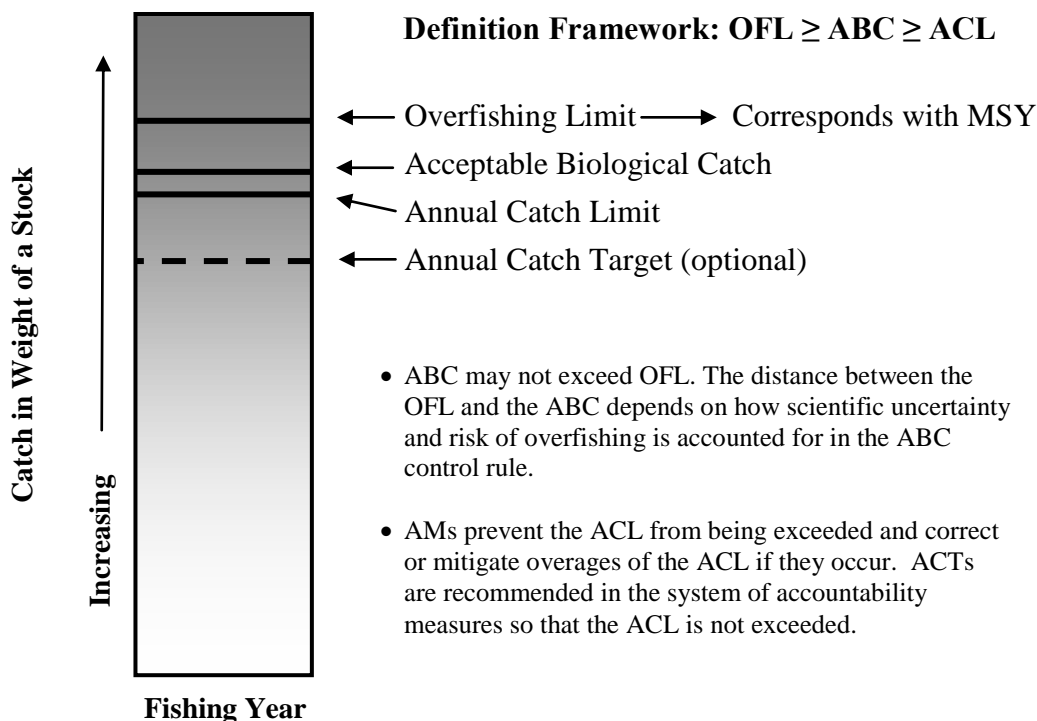 Definition Framework: OFL ≥ ABC ≥ ACL
Overfishing Limit
Corresponds with MSY
Acceptable Biological Catch
Annual Catch Limit
Annual Catch Target (optional)
Catch in Weight of a Stock
Increasing
• ABC may not exceed OFL. The distance between the
OFL and the ABC depends on how scientific uncertainty
and risk of overfishing is accounted for in the ABC
control rule.
• AMs prevent the ACL from being exceeded and correct
or mitigate overages of the ACL if they occur.  ACTs
are recommended in the system of accountability
measures so that the ACL is not exceeded.
Fishing Year